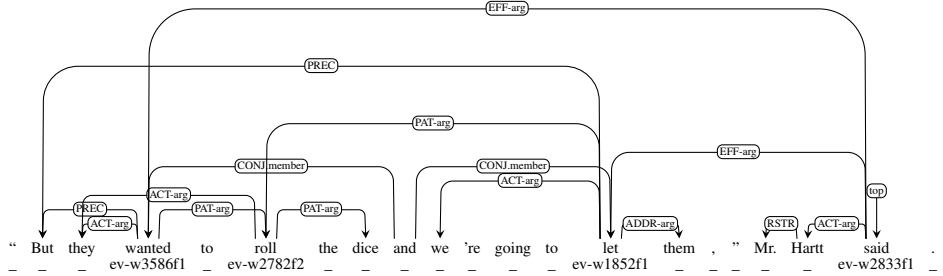 EFF-arg
PREC
PAT-arg
EFF-arg
CONJ.member CONJ.member
ACT-arg
ACT-arg top
PREC PAT-arg PAT-arg
ACT-arg ADDR-arg RSTR ACT-arg
“ But they wanted to roll the dice and we ’re going to let them , ” Mr. Hartt said .
_ _ _ ev-w3586f1 _ ev-w2782f2 _ _ _ _ _ _ _ ev-w1852f1 _ _ _ _ _ ev-w2833f1 _